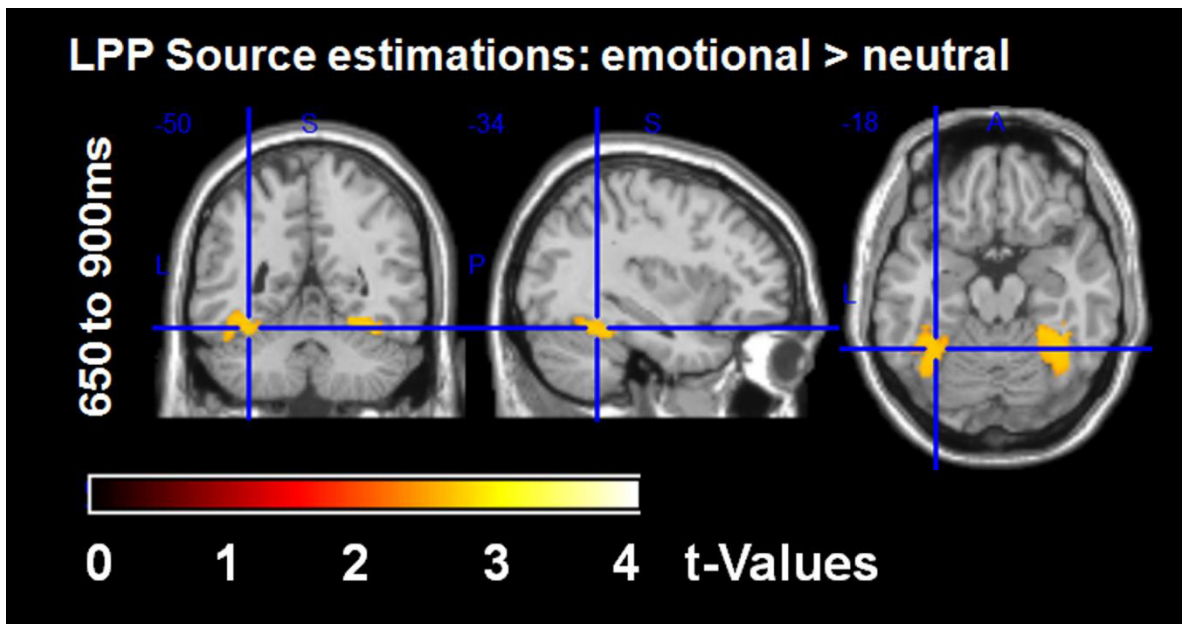 LPP Source estimations: emotional > neutral
650 to 900ms
-50 S
L
-34 S
P
-18 A
L
0 1 2 3 4 t-Values